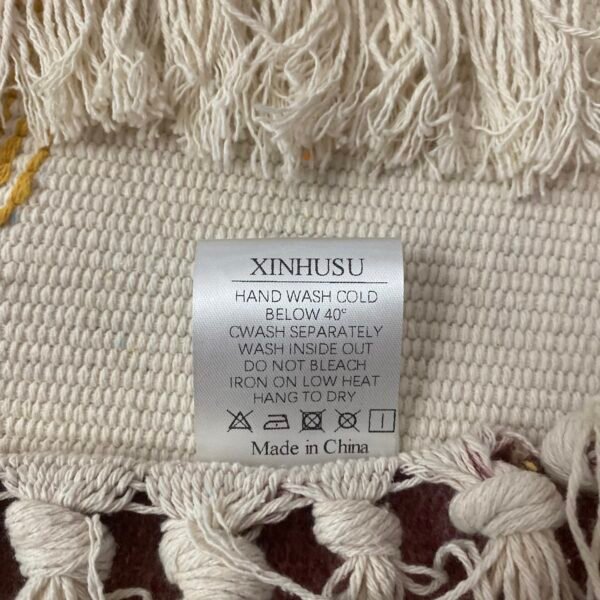 XINHUSU
HAND WASH COLD
BELOW 40°
CWASH SEPARATELY
WASH INSIDE OUT
DO NOT BLEACH
IRON ON LOW HEAT
HANG TO DRY
Made in China